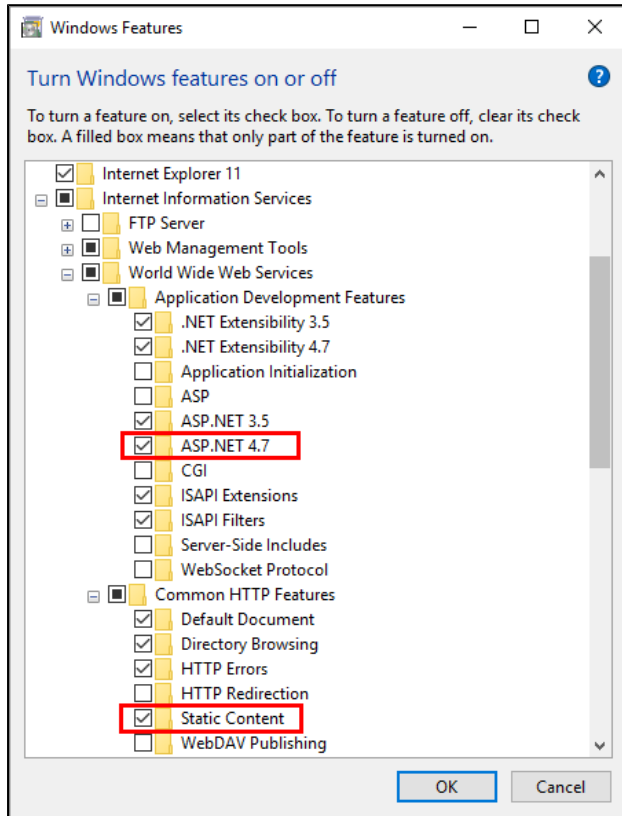 Windows Features
Turn Windows features on or off
To turn a feature on, select its check box. To turn a feature off, clear its check
box. A filled box means that only part of the feature is turned on.
Internet Explorer 11
Internet Information Services
FTP Server
Web Management Tools
World Wide Web Services
Application Development Features
.NET Extensibility 3.5
.NET Extensibility 4.7
Application Initialization
ASP
ASP.NET 3.5
ASP.NET 4.7
CGI
ISAPI Extensions
ISAPI Filters
Server-Side Includes
WebSocket Protocol
Common HTTP Features
Default Document
Directory Browsing
HTTP Errors
HTTP Redirection
Static Content
WebDAV Publishing
OK Cancel